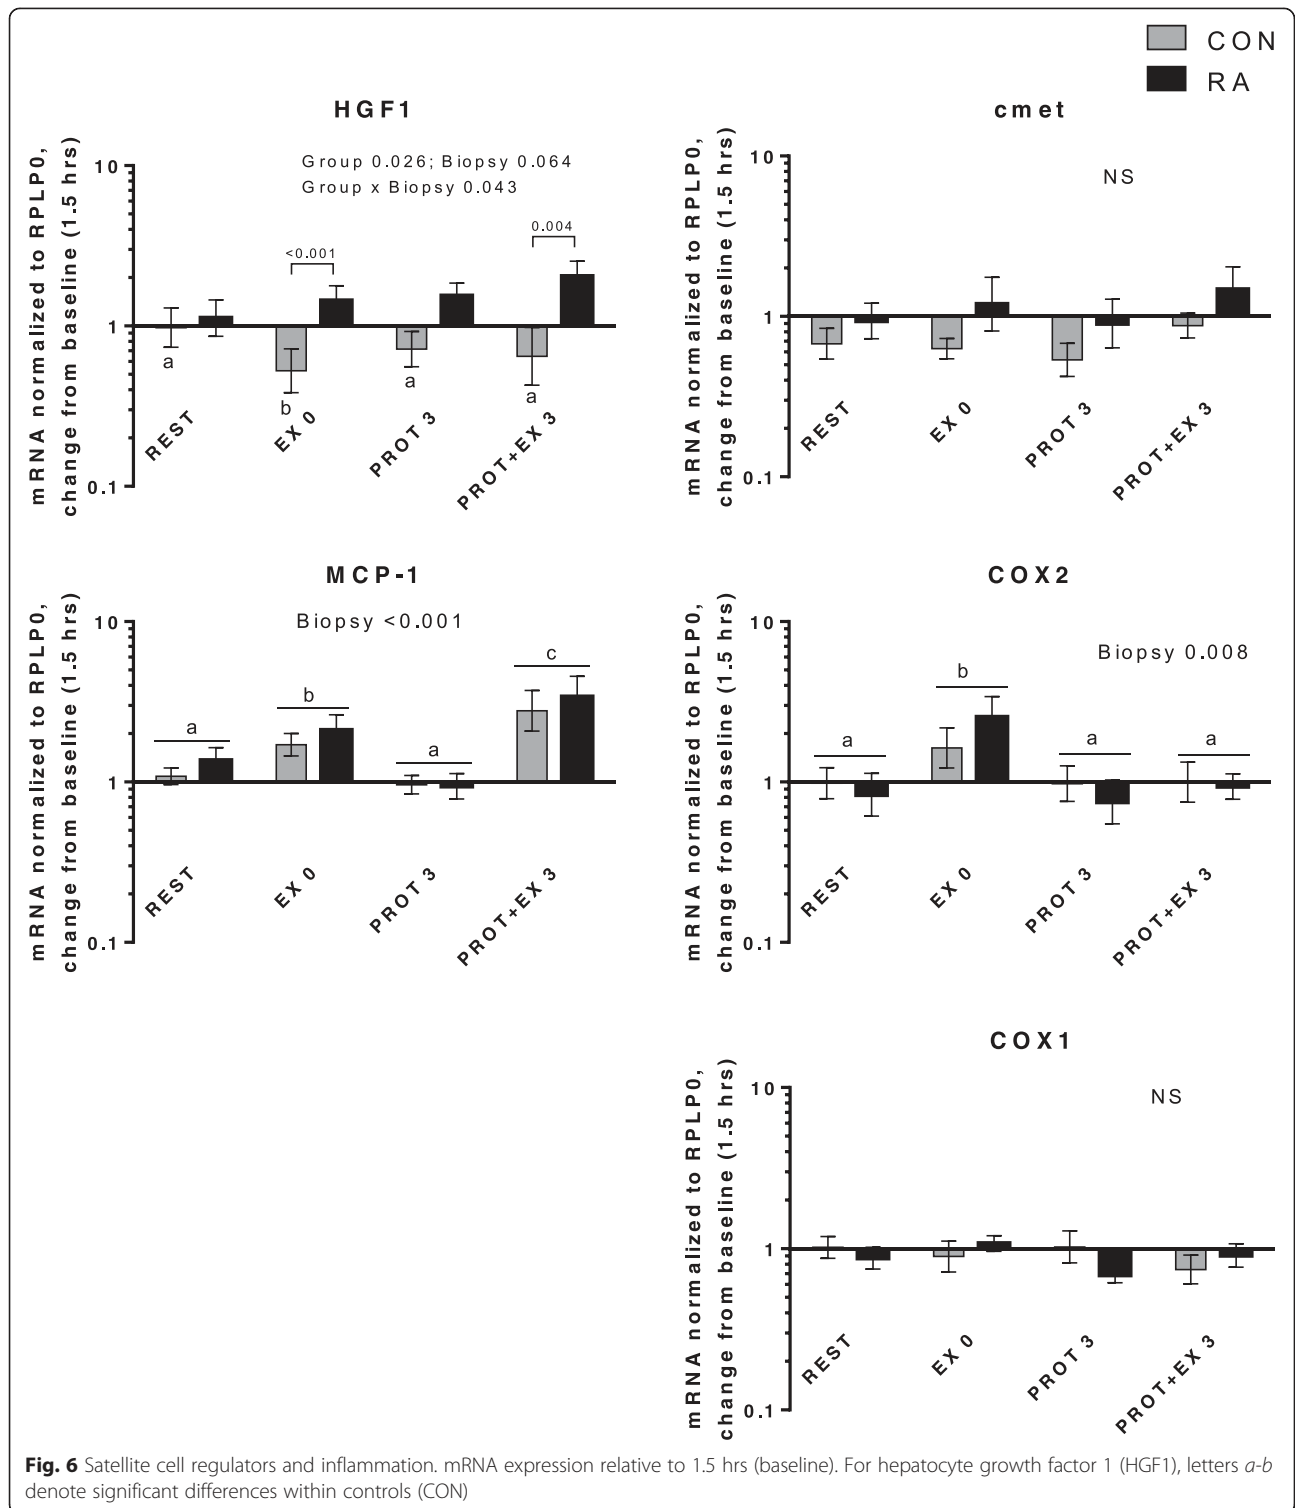 CON
RA
HGF1
mRNA normalized to RPLP0,
change from baseline (1.5 hrs)
10
1
0.1
Group 0.026; Biopsy 0.064
Group x Biopsy 0.043
<0.001
0.004
a
b
a
a
REST
EX 0
PROT 3
PROT+EX 3
cmet
mRNA normalized to RPLP0,
change from baseline (1.5 hrs)
10
1
0.1
NS
REST
EX 0
PROT 3
PROT+EX 3
MCP-1
mRNA normalized to RPLP0,
change from baseline (1.5 hrs)
10
1
0.1
Biopsy <0.001
a
b
a
c
REST
EX 0
PROT 3
PROT+EX 3
COX2
mRNA normalized to RPLP0,
change from baseline (1.5 hrs)
10
1
0.1
Biopsy 0.008
a
b
a
a
REST
EX 0
PROT 3
PROT+EX 3
COX1
mRNA normalized to RPLP0,
change from baseline (1.5 hrs)
10
1
0.1
NS
REST
EX 0
PROT 3
PROT+EX 3
Fig. 6 Satellite cell regulators and inflammation. mRNA expression relative to 1.5 hrs (baseline). For hepatocyte growth factor 1 (HGF1), letters a-b
denote significant differences within controls (CON)